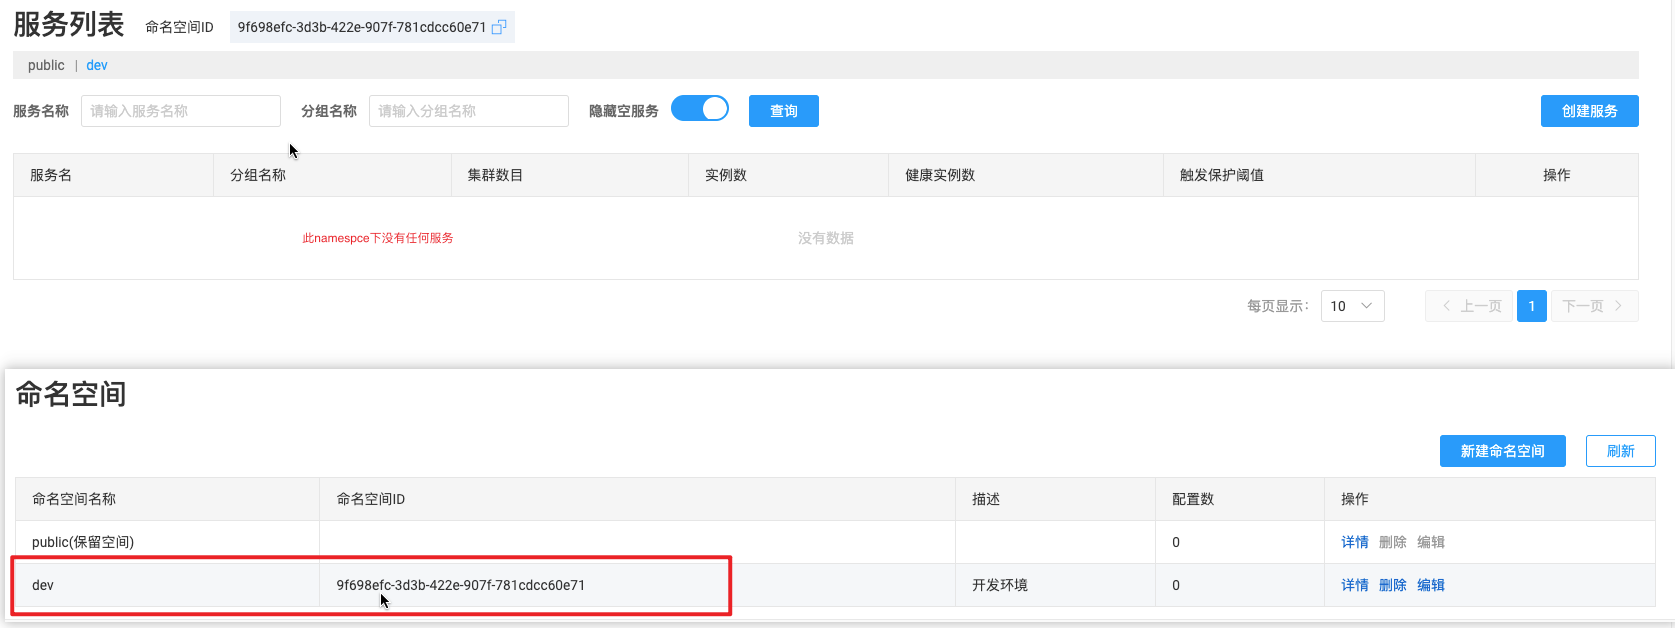 服务列表 命名空间ID 9f698efc-3d3b-422e-907f-781cdcc60e71
public | dev
服务名称 请输入服务名称 分组名称 请输入分组名称 隐藏空服务 查询 创建服务
服务名 分组名称 集群数目 实例数 健康实例数 触发保护阈值 操作
此namespce下没有任何服务 没有数据
每页显示: 10 上一页 1 下一页
命名空间
新建命名空间 刷新
命名空间名称 命名空间ID 描述 配置数 操作
public(保留空间) 0 详情 删除 编辑
dev 9f698efc-3d3b-422e-907f-781cdcc60e71 开发环境 0 详情 删除 编辑